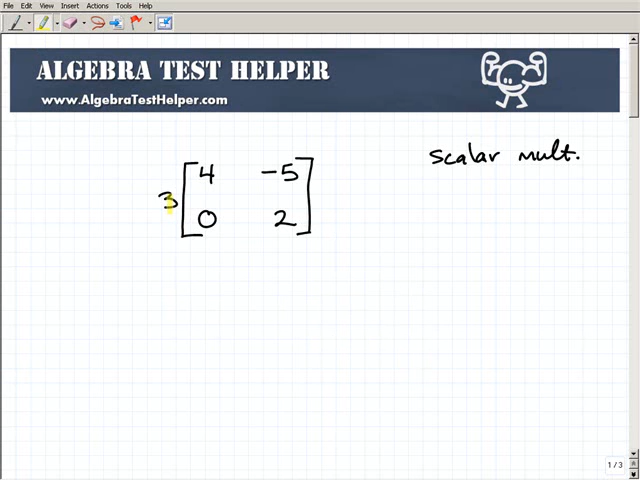 File Edit View Insert Actions Tools Help
ALGEBRA TEST HELPER
www.AlgebraTestHelper.com
scalar mult.
3 [4 -5
0 2]
1 / 3